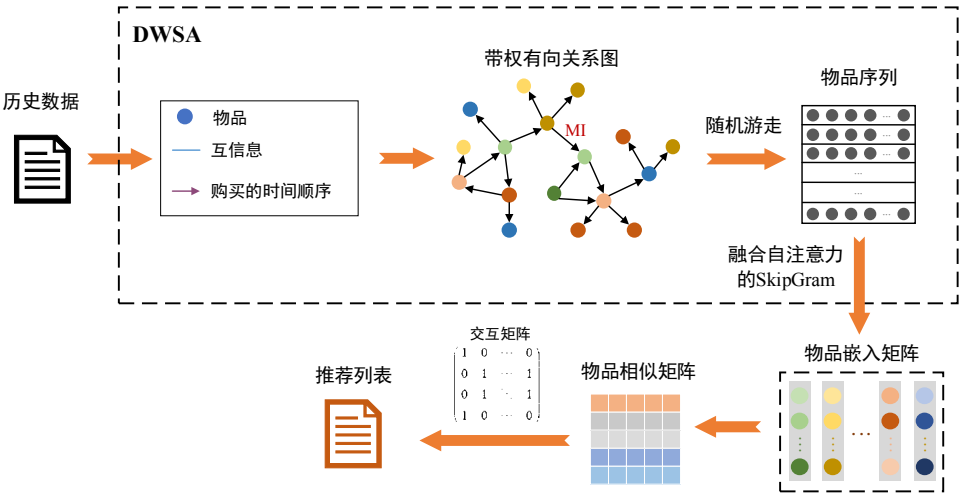 DWSA
历史数据
物品
互信息
购买的时间顺序
带权有向关系图
MI
随机游走
物品序列
...
...
...
...
...
...
融合自注意力
的SkipGram
物品嵌入矩阵
...
物品相似矩阵
交互矩阵
1 0 ⋯ 0
0 1 ⋯ 1
0 1 ⋱ 1
1 0 ⋯ 0
推荐列表